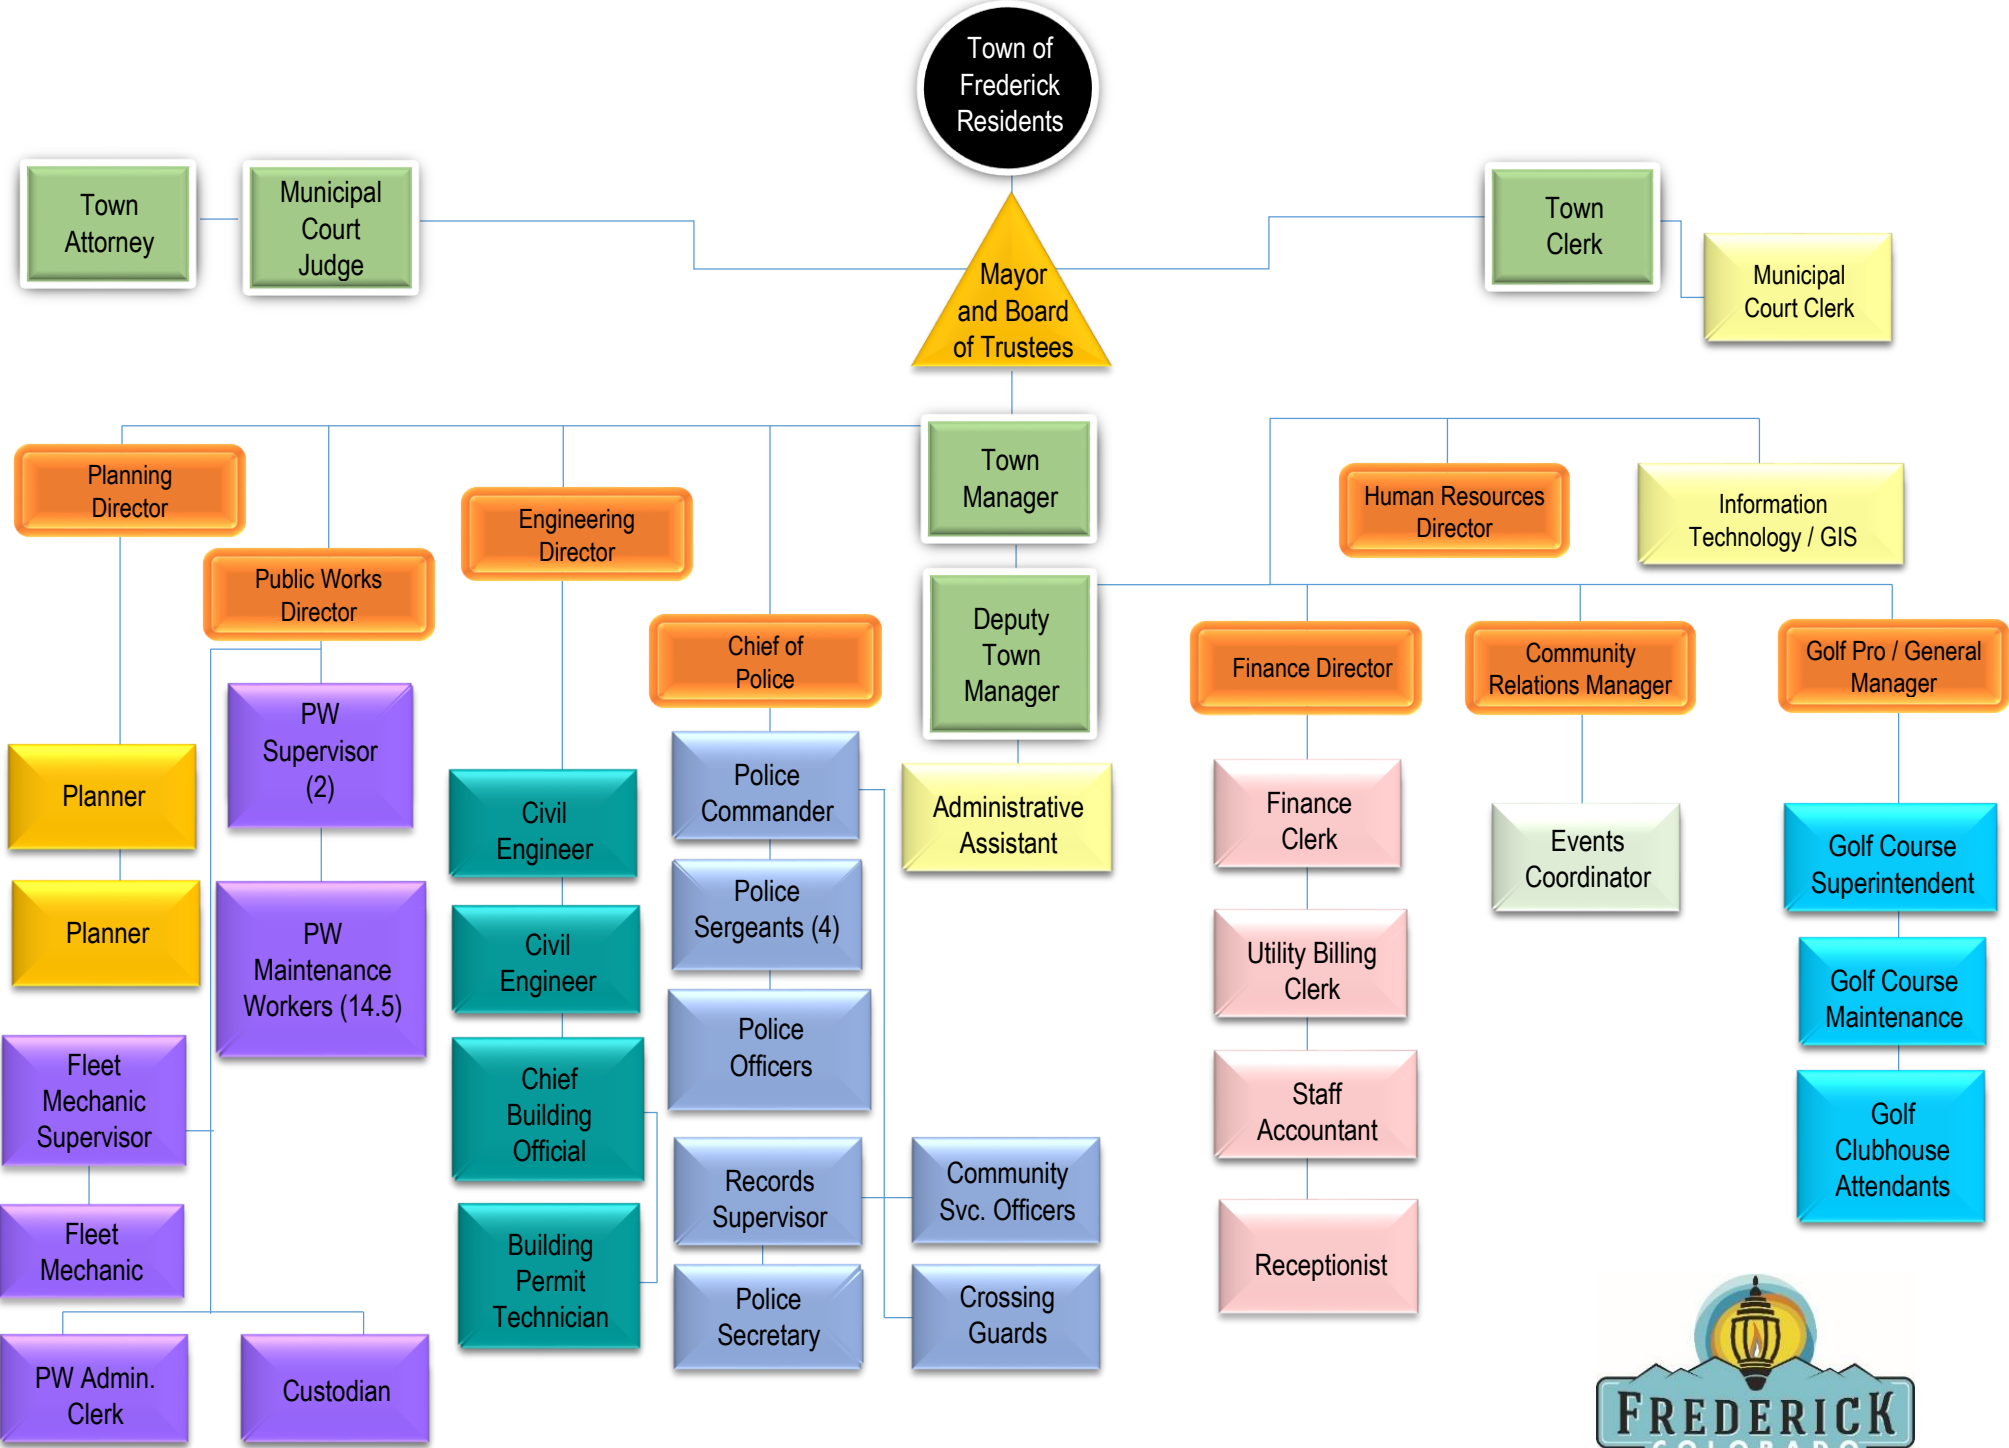 Town of
Frederick
Residents
Town
Attorney
Municipal
Court
Judge
Town
Clerk
Municipal
Court Clerk
Mayor
and Board
of Trustees
Town
Manager
Planning
Director
Public Works
Director
Engineering
Director
Chief of
Police
Human Resources
Director
Information
Technology / GIS
Deputy
Town
Manager
Finance Director
Community
Relations Manager
Golf Pro / General
Manager
Administrative
Assistant
Planner
Planner
PW
Supervisor
(2)
PW
Maintenance
Workers (14.5)
Fleet
Mechanic
Supervisor
Fleet
Mechanic
PW Admin.
Clerk
Custodian
Civil
Engineer
Civil
Engineer
Chief
Building
Official
Building
Permit
Technician
Police
Commander
Police
Sergeants (4)
Police
Officers
Records
Supervisor
Community
Svc. Officers
Police
Secretary
Crossing
Guards
Finance
Clerk
Utility Billing
Clerk
Staff
Accountant
Receptionist
Events
Coordinator
Golf Course
Superintendent
Golf Course
Maintenance
Golf
Clubhouse
Attendants
FREDERICK
COLORADO